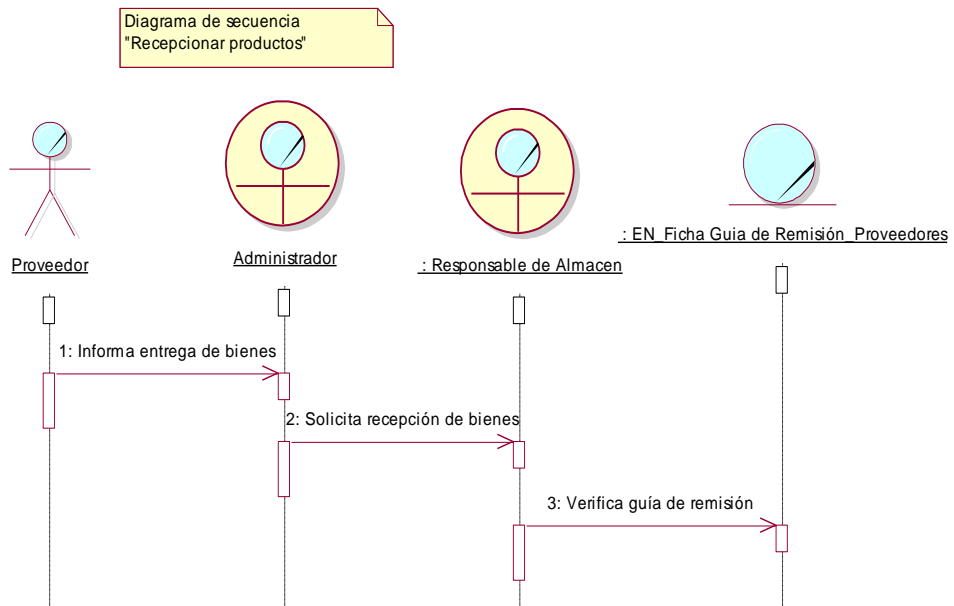 Diagrama de secuencia
"Recepcionar productos"
Proveedor
Administrador
: Responsable de Almacen
: EN_Ficha Guia de Remisión_Proveedores
1: Informa entrega de bienes
2: Solicita recepción de bienes
3: Verifica guía de remisión